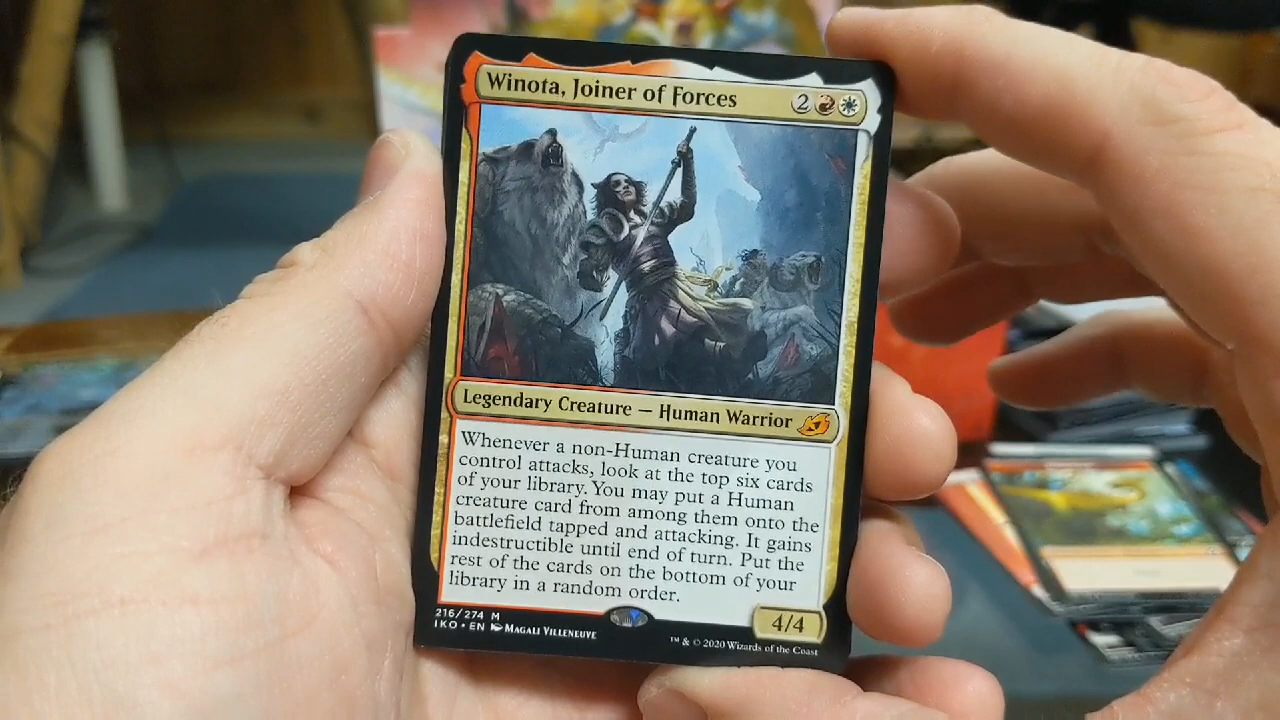 Winota, Joiner of Forces 2
Legendary Creature — Human Warrior
Whenever a non-Human creature you
control attacks, look at the top six cards
of your library. You may put a Human
creature card from among them onto the
battlefield tapped and attacking. It gains
indestructible until end of turn. Put the
rest of the cards on the bottom of your
library in a random order.
4/4
216/274 M
IKO • EN Magali Villeneuve
™ & © 2020 Wizards of the Coast